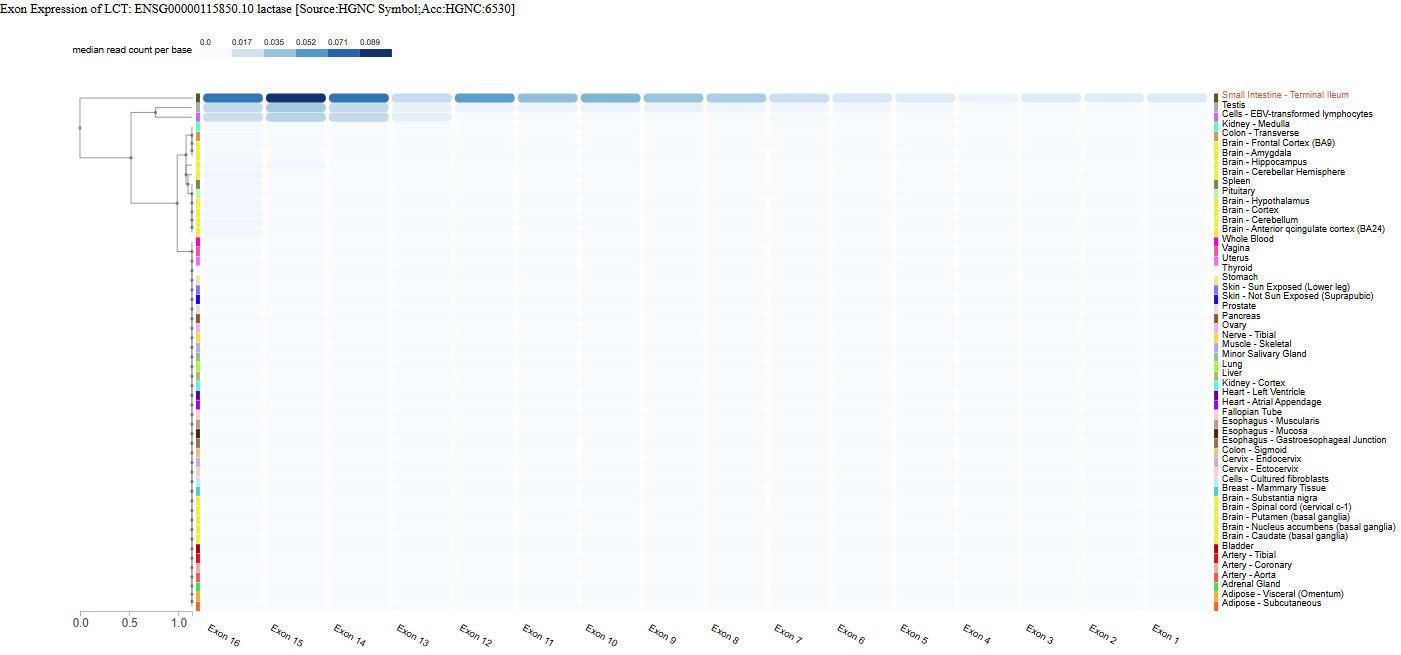 Exon Expression of LCT: ENSG00000115850.10 lactase [Source:HGNC Symbol;Acc:HGNC:6530]
median read count per base
0.0 0.017 0.035 0.052 0.071 0.089
Small Intestine - Terminal Ileum
Testis
Cells - EBV-transformed lymphocytes
Kidney - Medulla
Colon - Transverse
Brain - Frontal Cortex (BA9)
Brain - Amygdala
Brain - Hippocampus
Brain - Cerebellar Hemisphere
Spleen
Pituitary
Brain - Hypothalamus
Brain - Cortex
Brain - Cerebellum
Brain - Anterior qcingulate cortex (BA24)
Whole Blood
Vagina
Uterus
Thyroid
Stomach
Skin - Sun Exposed (Lower leg)
Skin - Not Sun Exposed (Suprapubic)
Prostate
Pancreas
Ovary
Nerve - Tibial
Muscle - Skeletal
Minor Salivary Gland
Lung
Liver
Kidney - Cortex
Heart - Left Ventricle
Heart - Atrial Appendage
Fallopian Tube
Esophagus - Muscularis
Esophagus - Mucosa
Esophagus - Gastroesophageal Junction
Colon - Sigmoid
Cervix - Endocervix
Cervix - Ectocervix
Cells - Cultured fibroblasts
Breast - Mammary Tissue
Brain - Substantia nigra
Brain - Spinal cord (cervical c-1)
Brain - Putamen (basal ganglia)
Brain - Nucleus accumbens (basal ganglia)
Brain - Caudate (basal ganglia)
Bladder
Artery - Tibial
Artery - Coronary
Artery - Aorta
Adrenal Gland
Adipose - Visceral (Omentum)
Adipose - Subcutaneous
0.0 0.5 1.0
Exon 16 Exon 15 Exon 14 Exon 13 Exon 12 Exon 11 Exon 10 Exon 9 Exon 8 Exon 7 Exon 6 Exon 5 Exon 4 Exon 3 Exon 2 Exon 1